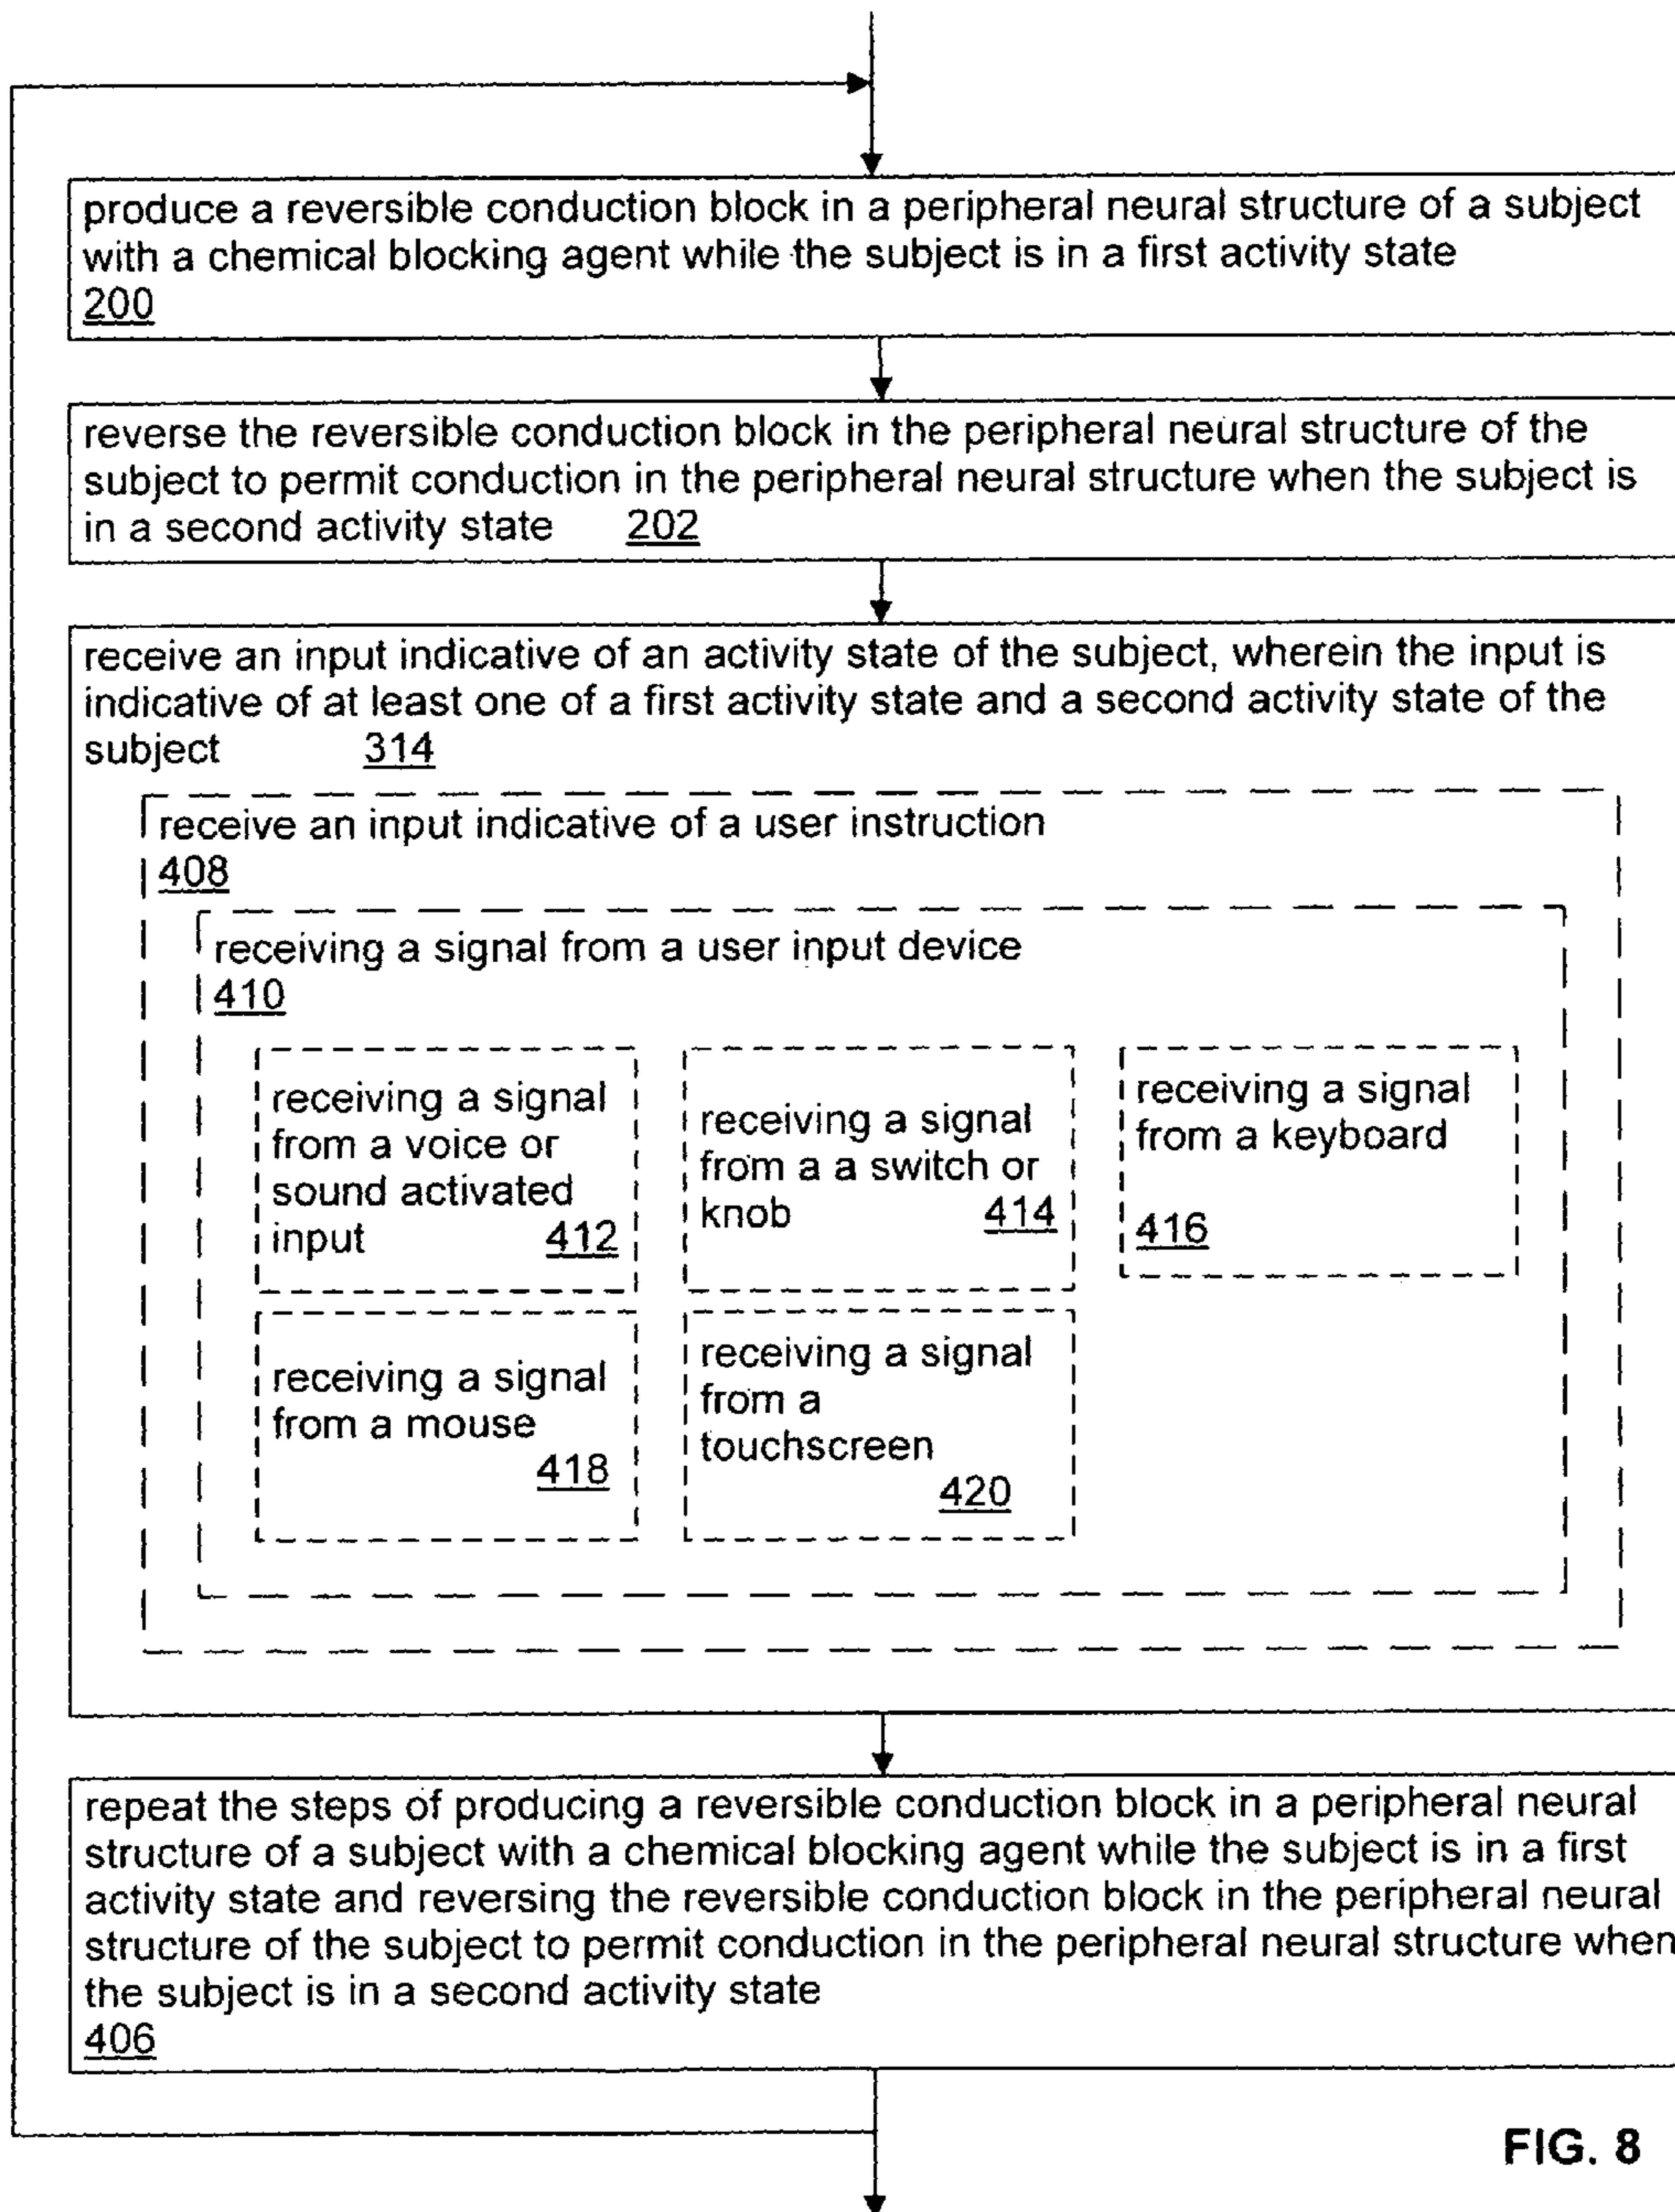 produce a reversible conduction block in a peripheral neural structure of a subject
with a chemical blocking agent while the subject is in a first activity state
200
reverse the reversible conduction block in the peripheral neural structure of the
subject to permit conduction in the peripheral neural structure when the subject is
in a second activity state 202
receive an input indicative of an activity state of the subject, wherein the input is
indicative of at least one of a first activity state and a second activity state of the
subject 314
receive an input indicative of a user instruction
408
receiving a signal from a user input device
410
receiving a signal
from a voice or
sound activated
input 412
receiving a signal
from a a switch or
knob 414
receiving a signal
from a keyboard
416
receiving a signal
from a mouse
418
receiving a signal
from a
touchscreen
420
repeat the steps of producing a reversible conduction block in a peripheral neural
structure of a subject with a chemical blocking agent while the subject is in a first
activity state and reversing the reversible conduction block in the peripheral neural
structure of the subject to permit conduction in the peripheral neural structure when
the subject is in a second activity state
406
FIG. 8